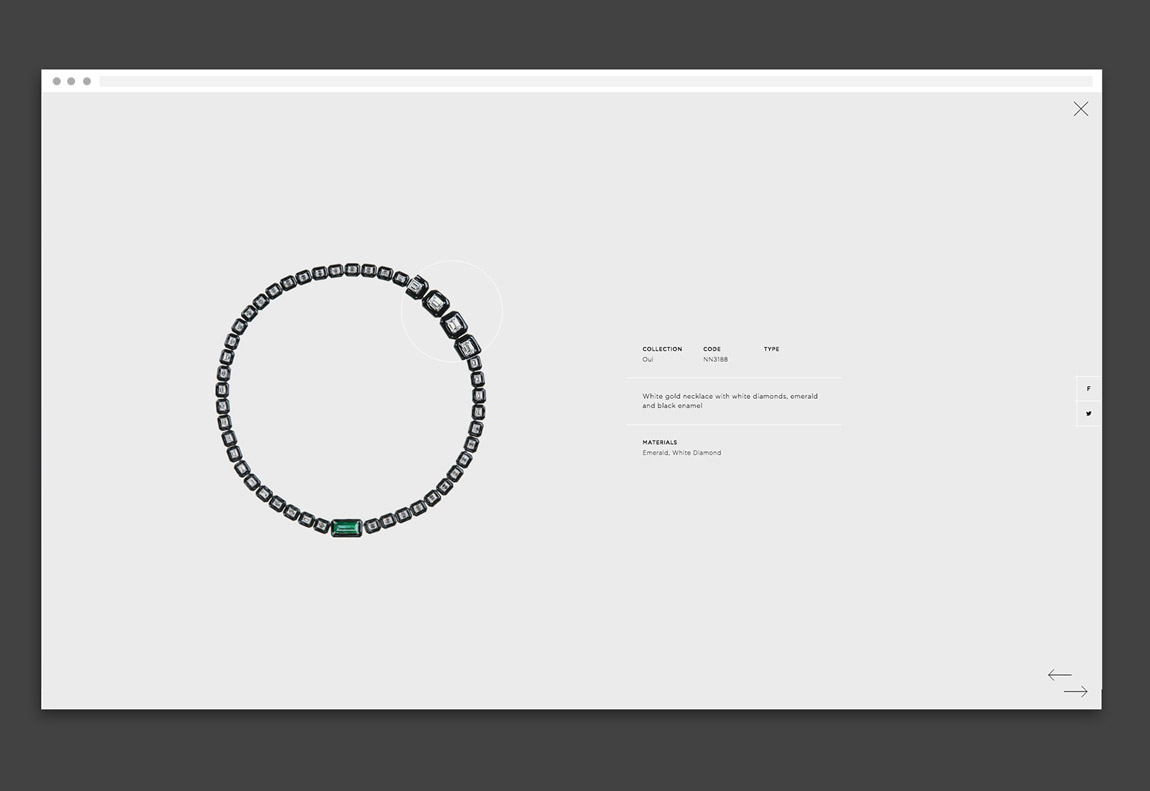 COLLECTION CODE TYPE
Oui NN3188
White gold necklace with white diamonds, emerald
and black enamel
F
MATERIALS
Emerald, White Diamond